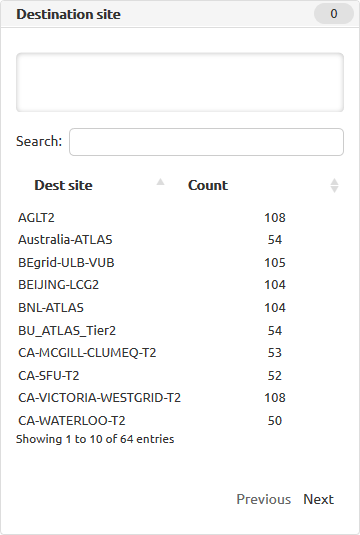 Destination site 0
Search:
Dest site Count
AGLT2 108
Australia-ATLAS 54
BEgrid-ULB-VUB 105
BEIJING-LCG2 104
BNL-ATLAS 104
BU_ATLAS_Tier2 54
CA-MCGILL-CLUMEQ-T2 53
CA-SFU-T2 52
CA-VICTORIA-WESTGRID-T2 108
CA-WATERLOO-T2 50
Showing 1 to 10 of 64 entries
Previous Next